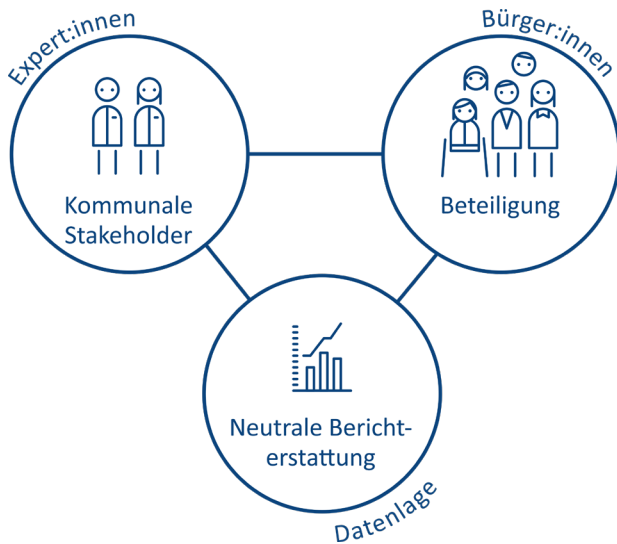 Expert:innen
Kommunale
Stakeholder
Bürger:innen
Beteiligung
Neutrale Bericht-
erstattung
Datenlage